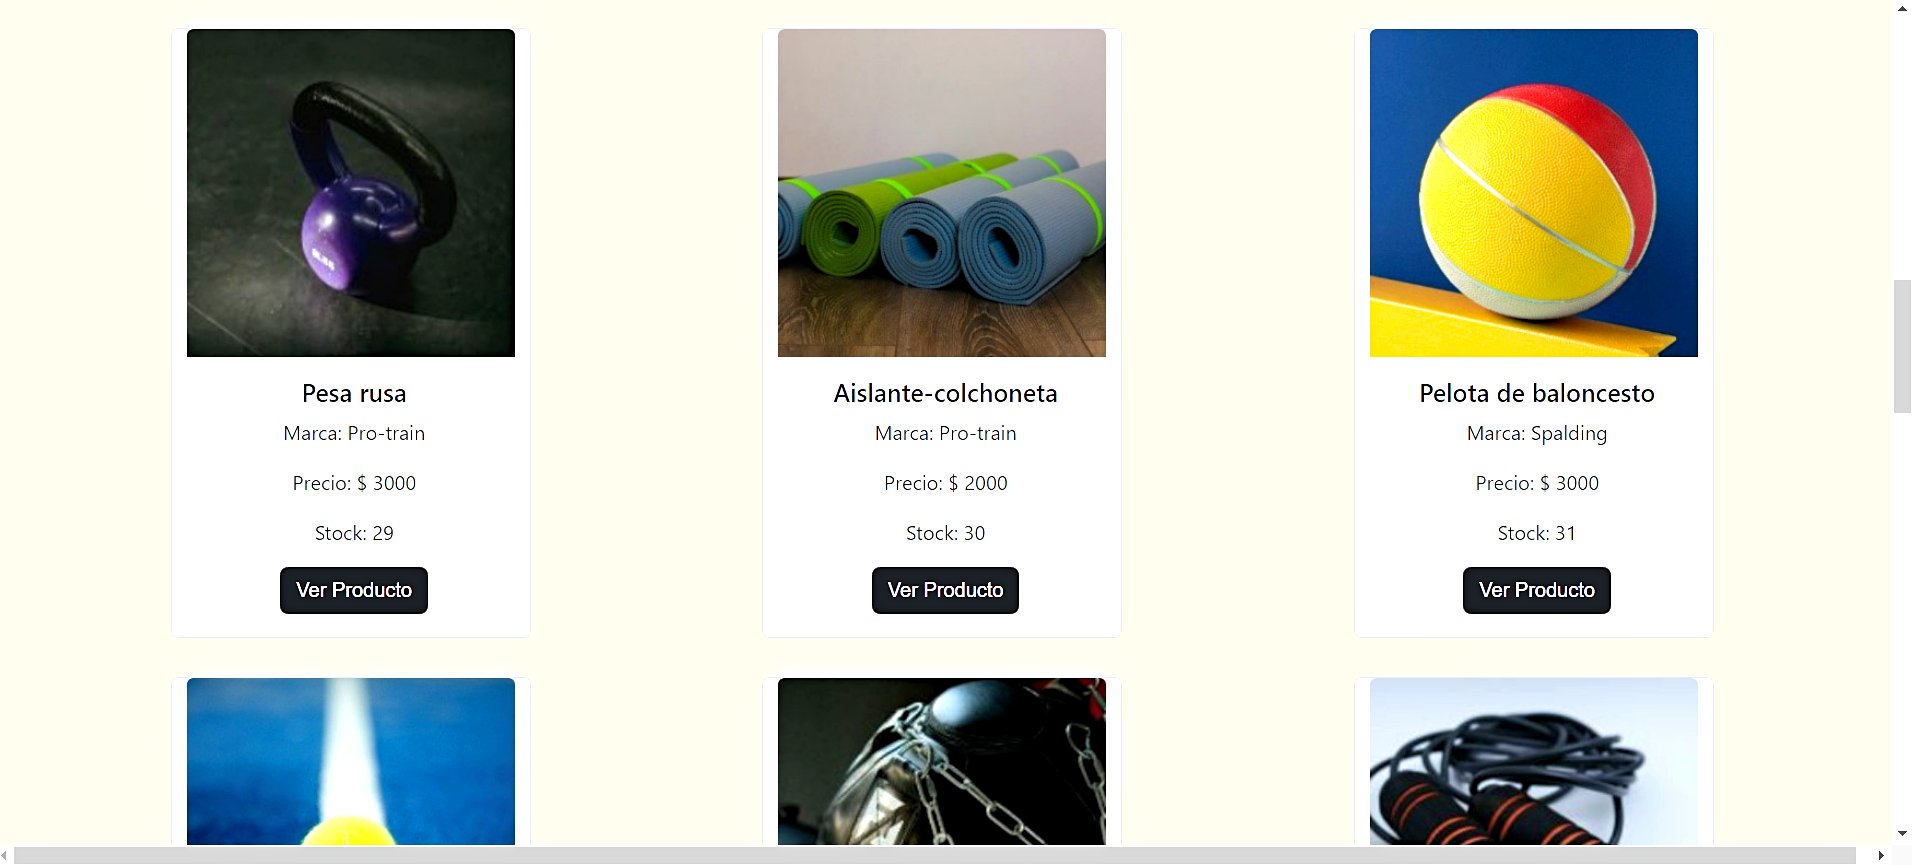 Pesa rusa
Marca: Pro-train
Precio: $ 3000
Stock: 29
Ver Producto
Aislante-colchoneta
Marca: Pro-train
Precio: $ 2000
Stock: 30
Ver Producto
Pelota de baloncesto
Marca: Spalding
Precio: $ 3000
Stock: 31
Ver Producto